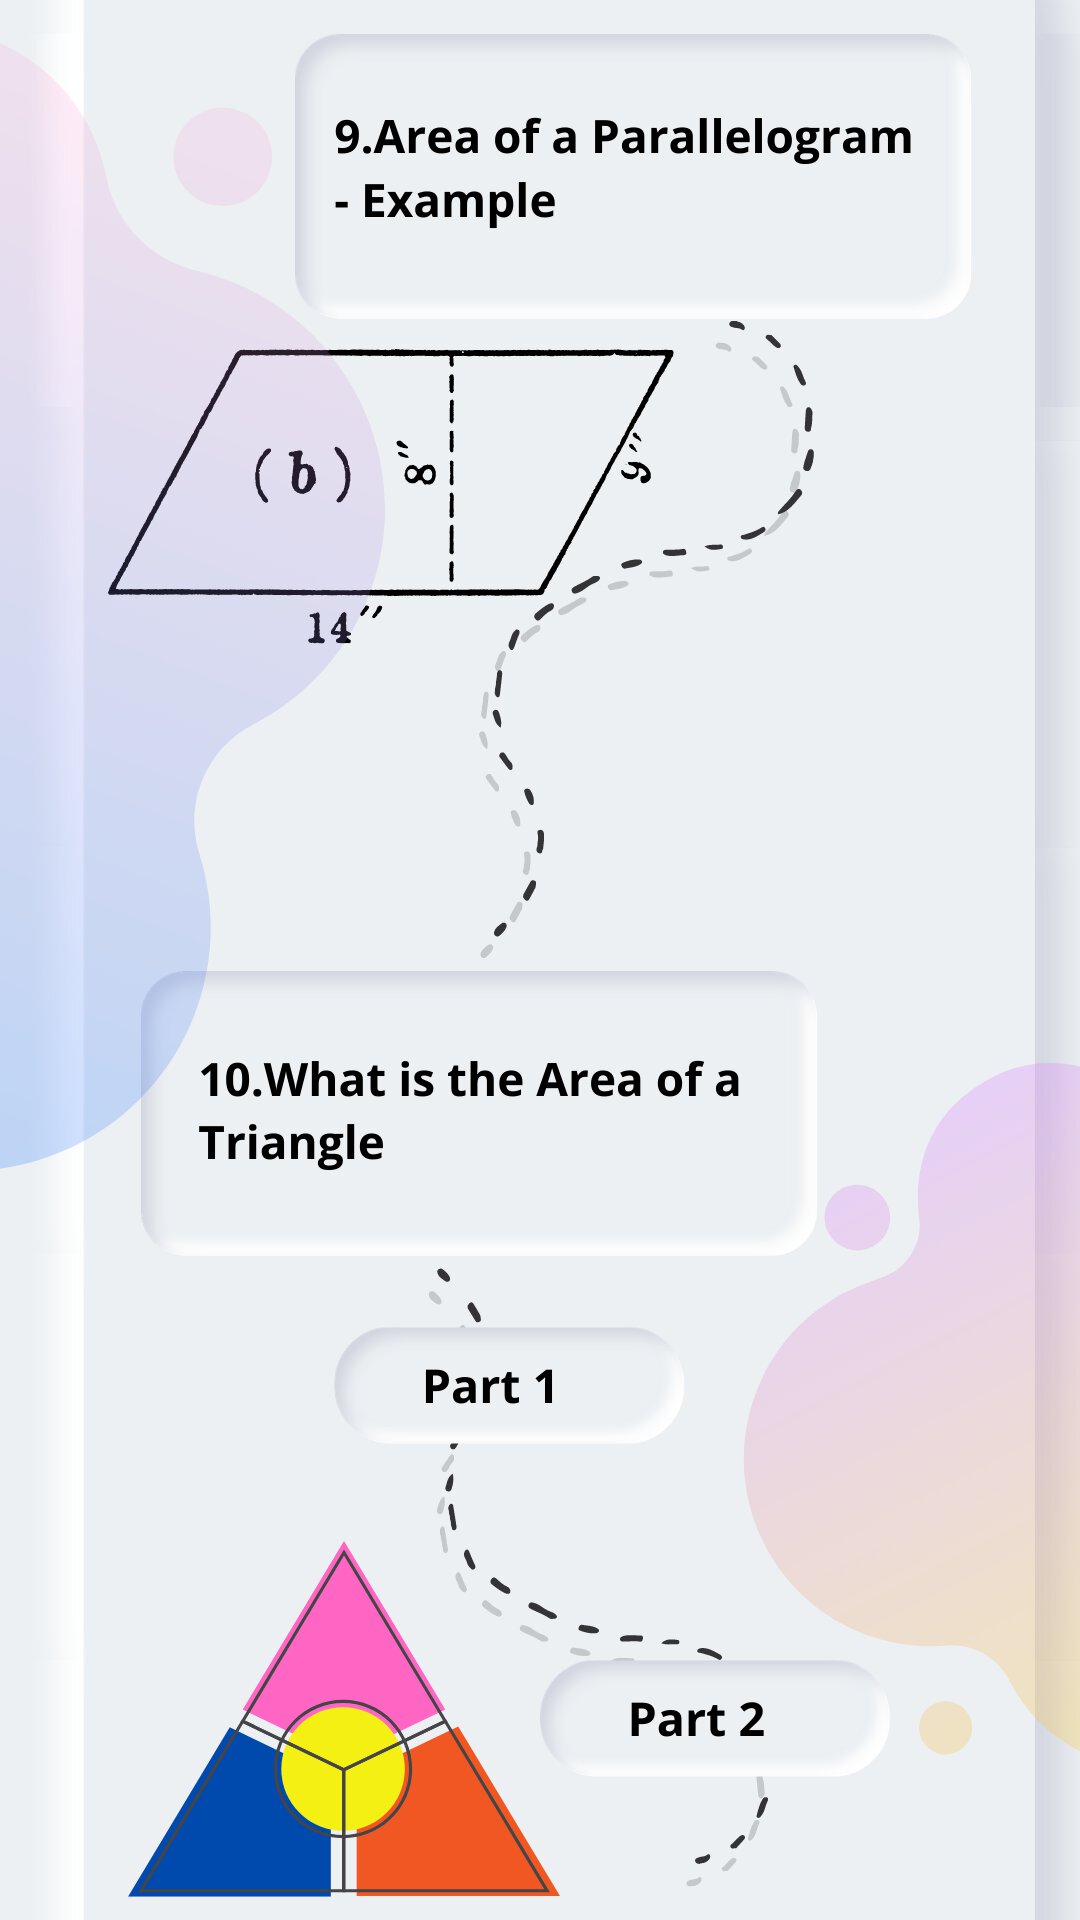 9.Area of a Parallelogram
- Example
(b)
8"
9"
14"
10.What is the Area of a
Triangle
Part 1
Part 2